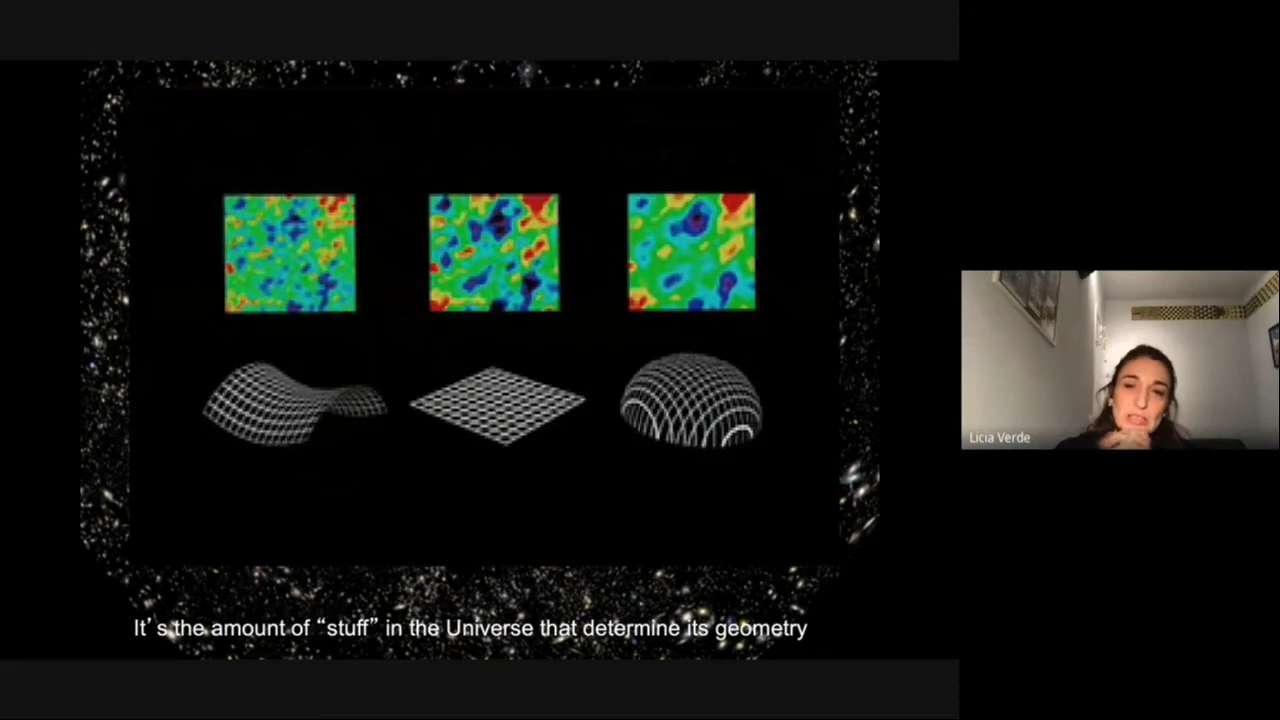 It’s the amount of “stuff” in the Universe that determine its geometry
Licia Verde